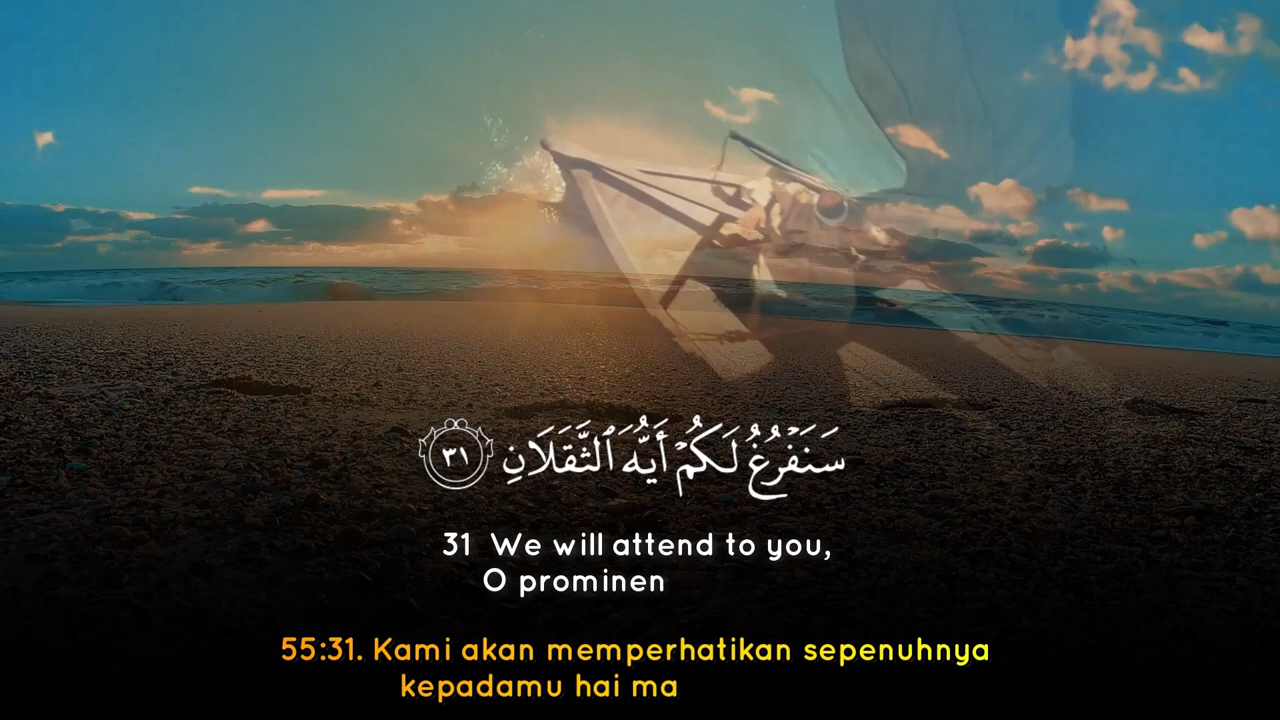 سَنَفْرُغُ لَكُمْ أَيُّهَ ٱلثَّقَلَانِ ٣١
31 We will attend to you,
O prominen
55:31. Kami akan memperhatikan sepenuhnya
kepadamu hai ma